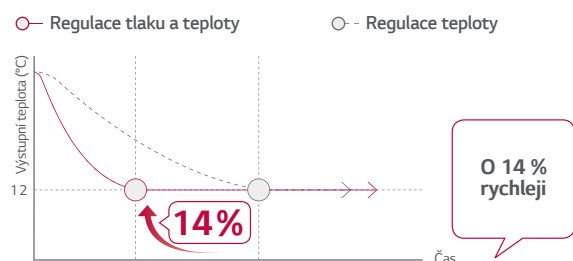 Regulace tlaku a teploty
Regulace teploty
Výstupní teplota (°C)
12
14%
Čas
O 14 %
rychleji